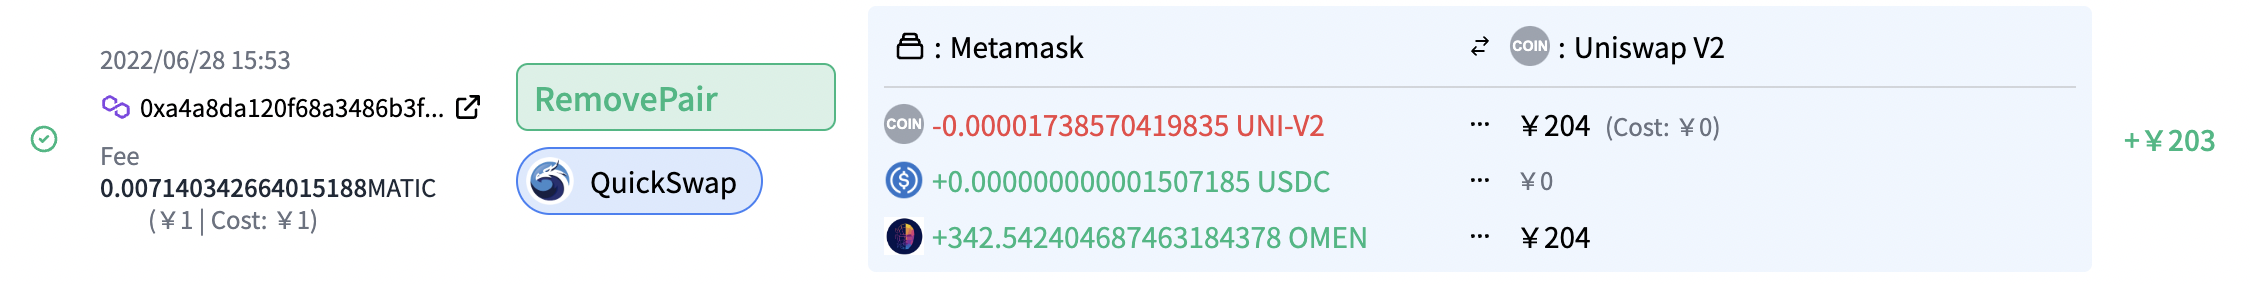 2022/06/28 15:53
0xa4a8da120f68a3486b3f...
Fee
0.007140342664015188MATIC
(¥1 | Cost: ¥1)
RemovePair
QuickSwap
: Metamask
COIN : Uniswap V2
COIN -0.00001738570419835 UNI-V2 ... ¥204 (Cost: ¥0)
+0.000000000001507185 USDC ... ¥0
+342.542404687463184378 OMEN ... ¥204
+¥203